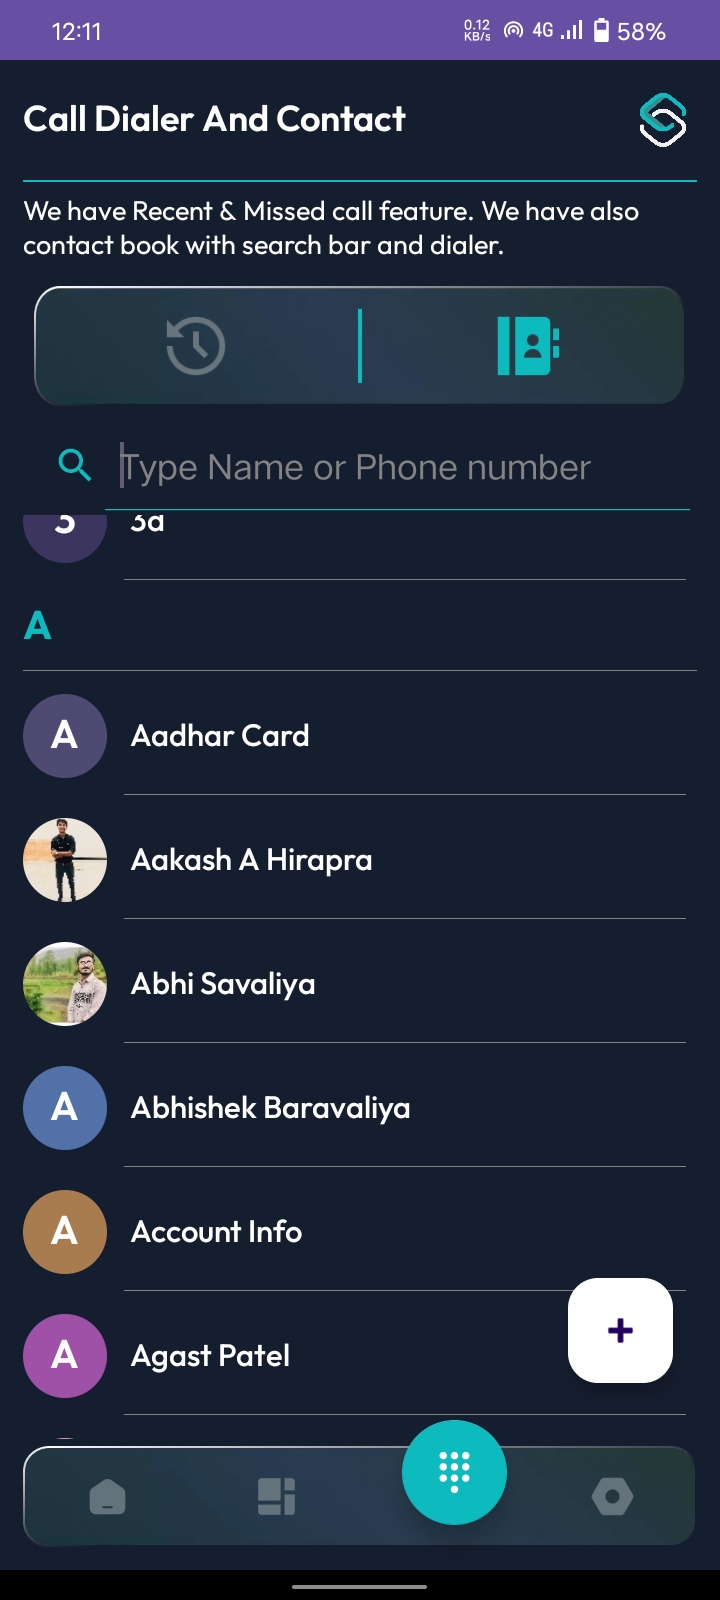 12:11
0.12 KB/s 4G 58%
Call Dialer And Contact
We have Recent & Missed call feature. We have also
contact book with search bar and dialer.
Type Name or Phone number
3 3a
A
A Aadhar Card
Aakash A Hirapra
Abhi Savaliya
A Abhishek Baravaliya
A Account Info
A Agast Patel